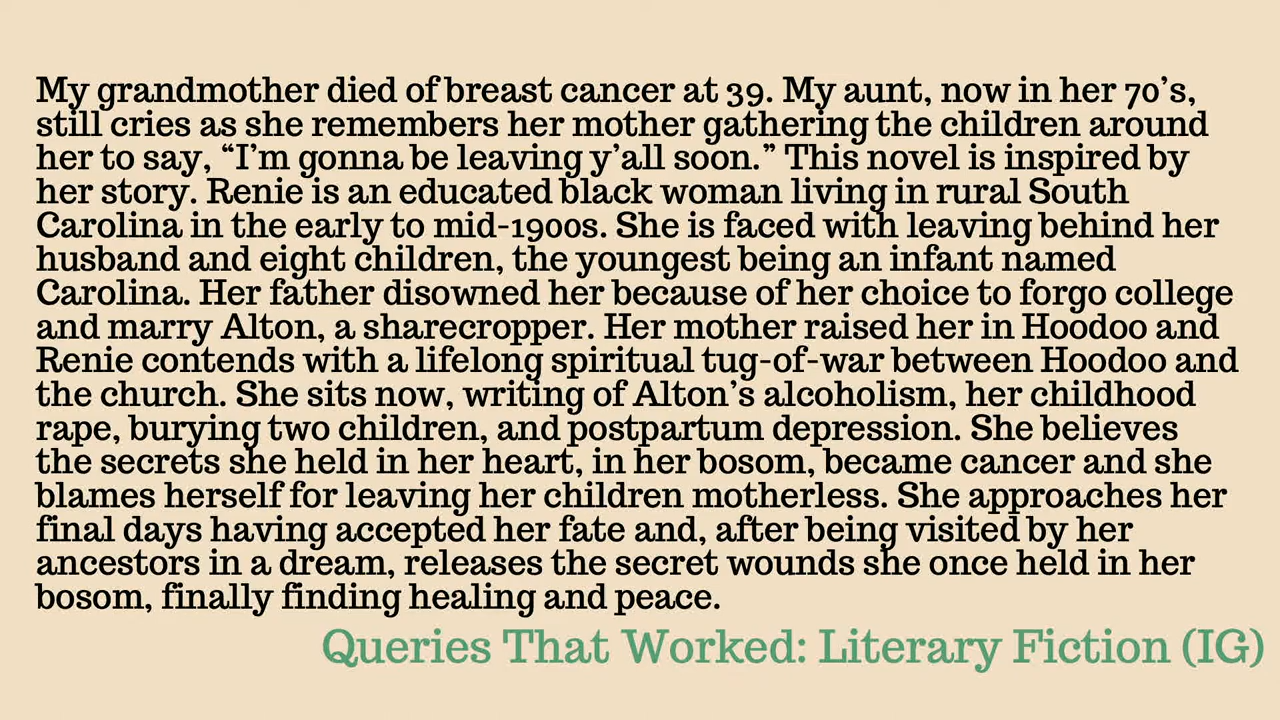 My grandmother died of breast cancer at 39. My aunt, now in her 70’s,
still cries as she remembers her mother gathering the children around
her to say, “I’m gonna be leaving y’all soon.” This novel is inspired by
her story. Renie is an educated black woman living in rural South
Carolina in the early to mid-1900s. She is faced with leaving behind her
husband and eight children, the youngest being an infant named
Carolina. Her father disowned her because of her choice to forgo college
and marry Alton, a sharecropper. Her mother raised her in Hoodoo and
Renie contends with a lifelong spiritual tug-of-war between Hoodoo and
the church. She sits now, writing of Alton’s alcoholism, her childhood
rape, burying two children, and postpartum depression. She believes
the secrets she held in her heart, in her bosom, became cancer and she
blames herself for leaving her children motherless. She approaches her
final days having accepted her fate and, after being visited by her
ancestors in a dream, releases the secret wounds she once held in her
bosom, finally finding healing and peace.
Queries That Worked: Literary Fiction (IG)